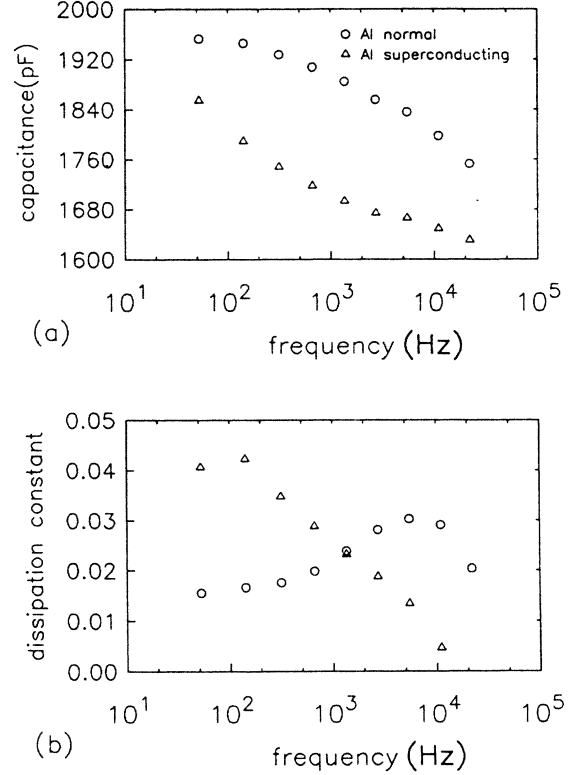 2000
1920
1840
1760
1680
1600
capacitance(pF)
○ Al normal
△ Al superconducting
10¹ 10² 10³ 10⁴ 10⁵
(a)
frequency (Hz)
0.05
0.04
0.03
0.02
0.01
0.00
dissipation constant
10¹ 10² 10³ 10⁴ 10⁵
(b)
frequency (Hz)